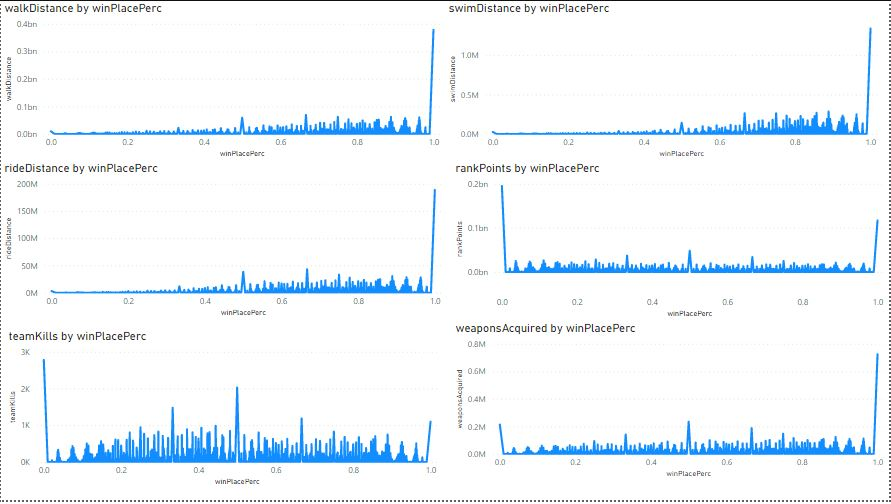 walkDistance by winPlacePerc
0.4bn
0.3bn
0.2bn
0.1bn
0.0bn
walkDistance
0.0 0.2 0.4 0.6 0.8 1.0
winPlacePerc
swimDistance by winPlacePerc
1.0M
0.5M
0.0M
swimDistance
0.0 0.2 0.4 0.6 0.8 1.0
winPlacePerc
rideDistance by winPlacePerc
200M
150M
100M
50M
0M
rideDistance
0.0 0.2 0.4 0.6 0.8 1.0
winPlacePerc
rankPoints by winPlacePerc
0.2bn
0.1bn
0.0bn
rankPoints
0.0 0.2 0.4 0.6 0.8 1.0
winPlacePerc
teamKills by winPlacePerc
3K
2K
1K
0K
teamKills
0.0 0.2 0.4 0.6 0.8 1.0
winPlacePerc
weaponsAcquired by winPlacePerc
0.8M
0.6M
0.4M
0.2M
0.0M
weaponsAcquired
0.0 0.2 0.4 0.6 0.8 1.0
winPlacePerc